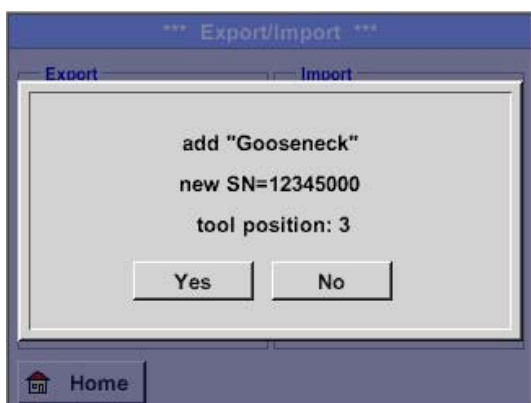 *** Export/Import ***
Export Import
add "Gooseneck"
new SN=12345000
tool position: 3
Yes No
Home